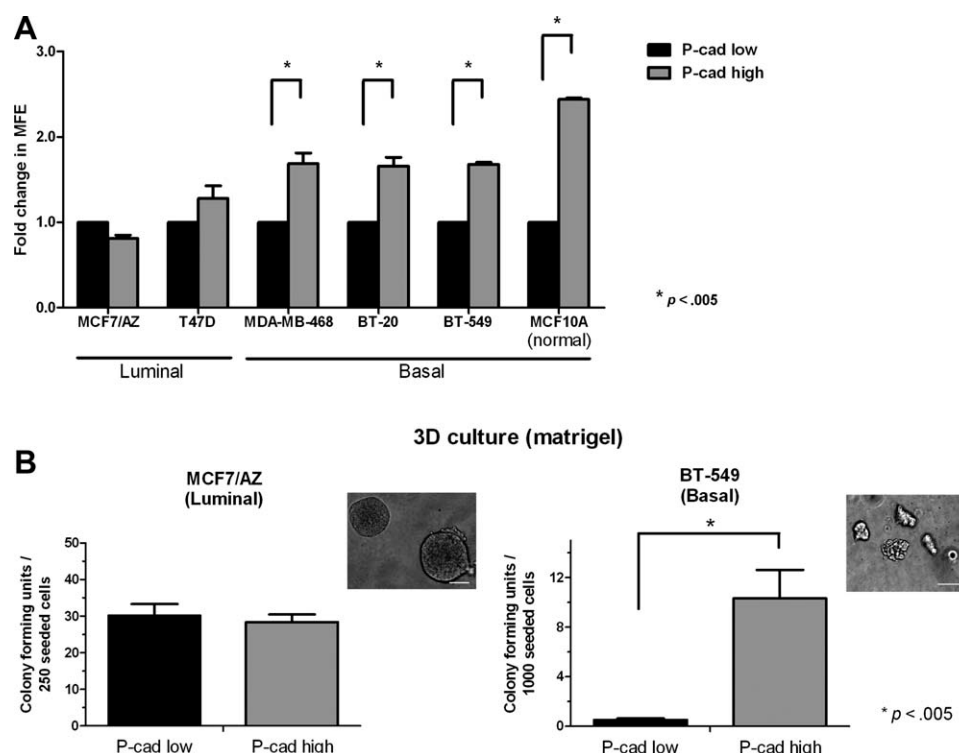 A
Fold change in MFE
3.0
2.0
1.0
0.0
*
*
*
*
P-cad low
P-cad high
* p < .005
MCF7/AZ T47D MDA-MB-468 BT-20 BT-549 MCF10A
(normal)
Luminal Basal
3D culture (matrigel)
B
MCF7/AZ
(Luminal)
Colony forming units /
250 seeded cells
50
40
30
20
10
0
P-cad low P-cad high
BT-549
(Basal)
Colony forming units /
1000 seeded cells
12
8
4
0
*
P-cad low P-cad high
* p < .005